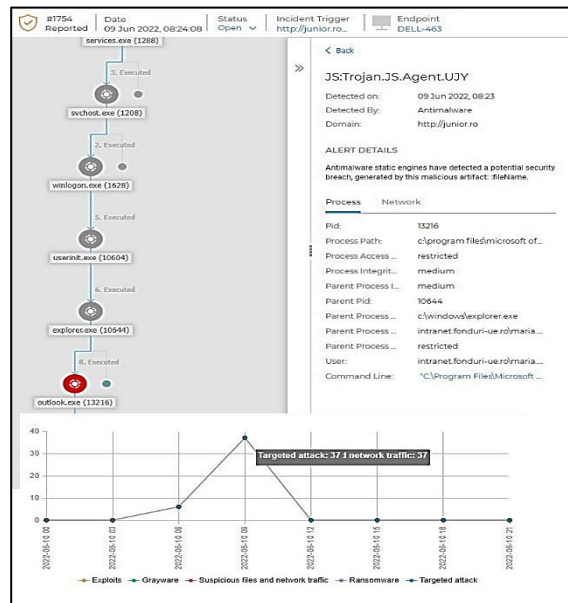 #1754
Reported
Date
09 Jun 2022, 08:24:08
Status
Open
Incident Trigger
http://junior.ro...
Endpoint
DELL-463
services.exe (1288)
3. Executed
svchost.exe (1208)
2. Executed
winlogon.exe (1628)
5. Executed
userinit.exe (10604)
6. Executed
explorer.exe (10644)
8. Executed
outlook.exe (13216)
Back
JS:Trojan.JS.Agent.UJY
Detected on: 09 Jun 2022, 08:23
Detected By: Antimalware
Domain: http://junior.ro
ALERT DETAILS
Antimalware static engines have detected a potential security
breach, generated by this malicious artifact: :fileName.
Process Network
Pid: 13216
Process Path: c:\program files\microsoft of...
Process Access ... restricted
Process Integrit... medium
Parent Process I... medium
Parent Pid: 10644
Parent Process ... c:\windows\explorer.exe
Parent Process ... intranet.fonduri-ue.ro\maria....
Parent Process ... restricted
User: intranet.fonduri-ue.ro\maria....
Command Line: "C:\Program Files\Microsoft ...
40
30
20
10
0
Targeted attack: 37 network traffic: 37
2022-06-10 00
2022-06-10 03
2022-06-10 06
2022-06-10 09
2022-06-10 12
2022-06-10 15
2022-06-10 18
2022-06-10 21
Exploits Grayware Suspicious files and network traffic Ransomware Targeted attack